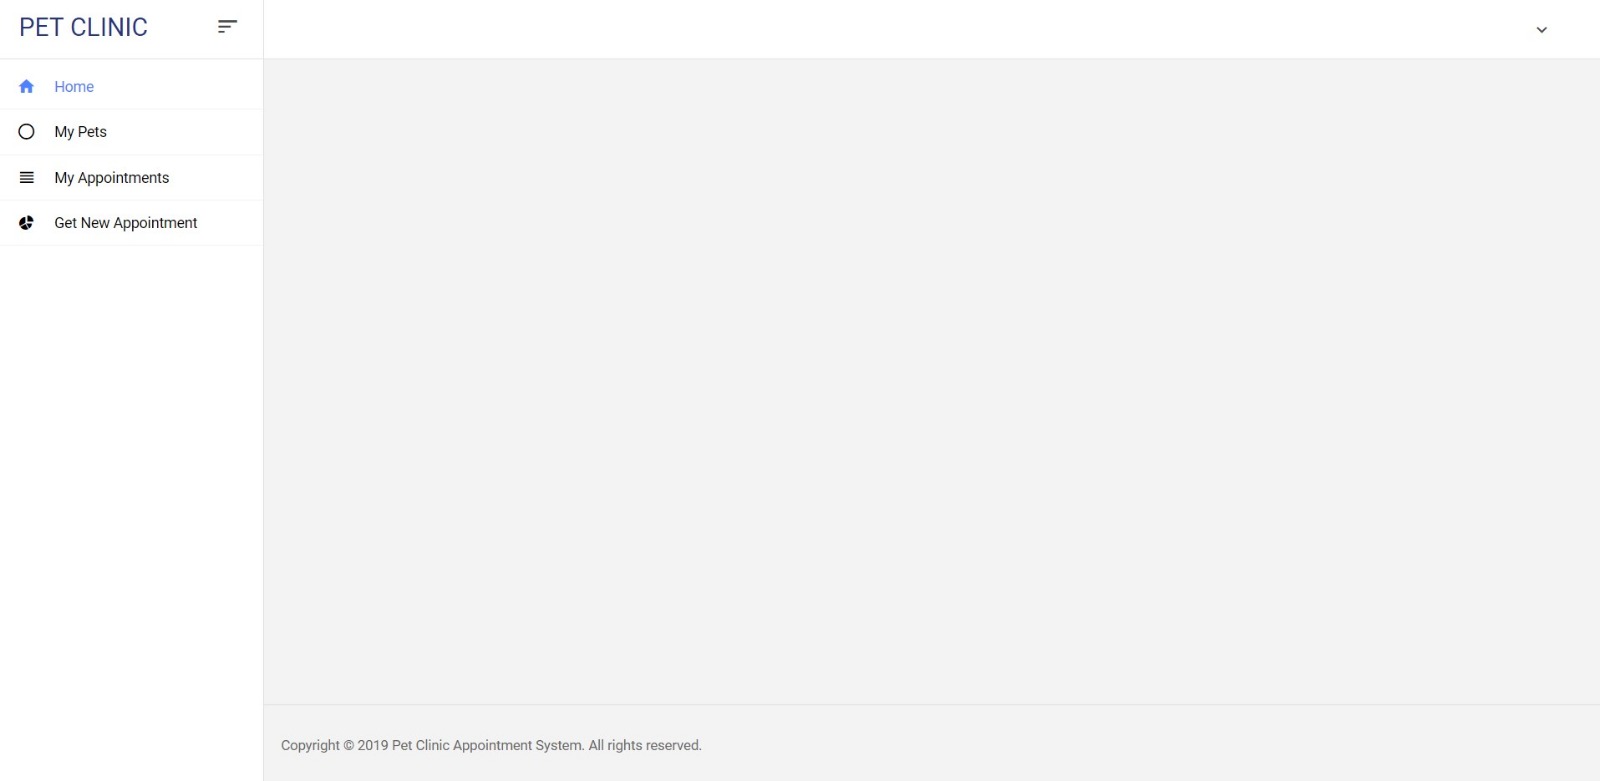 PET CLINIC
Home
My Pets
My Appointments
Get New Appointment
Copyright © 2019 Pet Clinic Appointment System. All rights reserved.